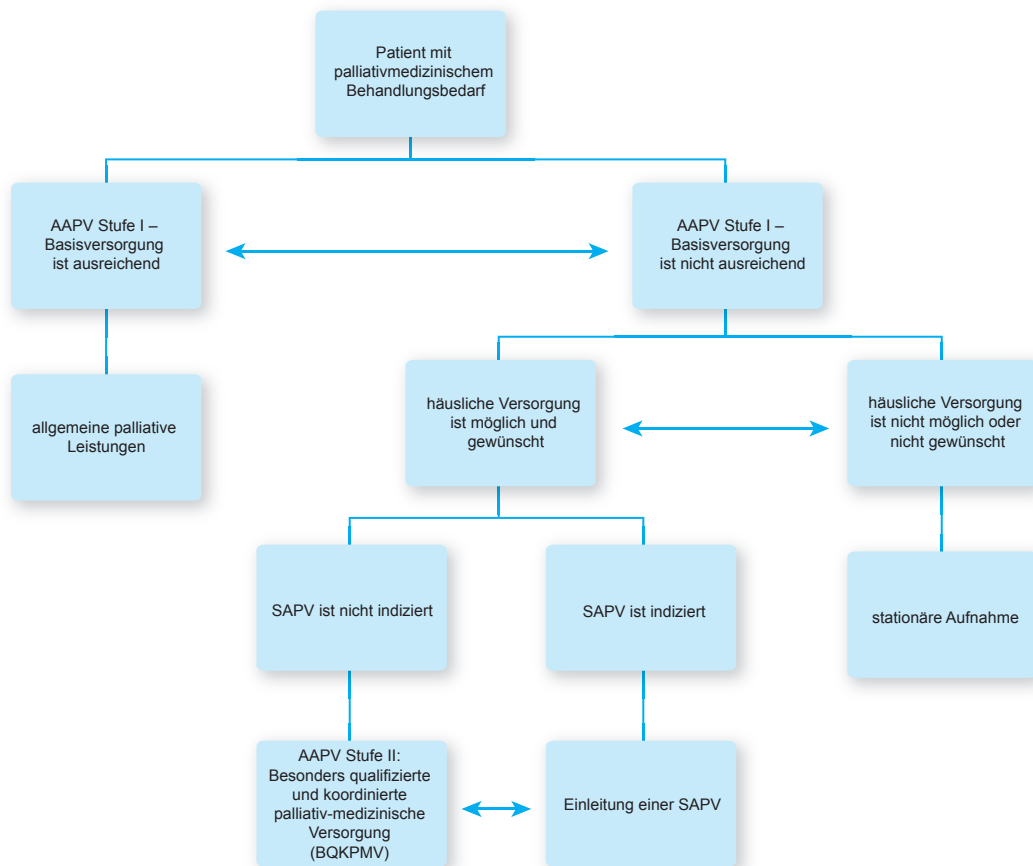 Patient mit
palliativmedizinischem
Behandlungsbedarf
AAPV Stufe I –
Basisversorgung
ist ausreichend
AAPV Stufe I –
Basisversorgung
ist nicht ausreichend
allgemeine palliative
Leistungen
häusliche Versorgung
ist möglich und
gewünscht
häusliche Versorgung
ist nicht möglich oder
nicht gewünscht
SAPV ist nicht indiziert
SAPV ist indiziert
stationäre Aufnahme
AAPV Stufe II:
Besonders qualifizierte
und koordinierte
palliativ-medizinische
Versorgung
(BQKPMV)
Einleitung einer SAPV